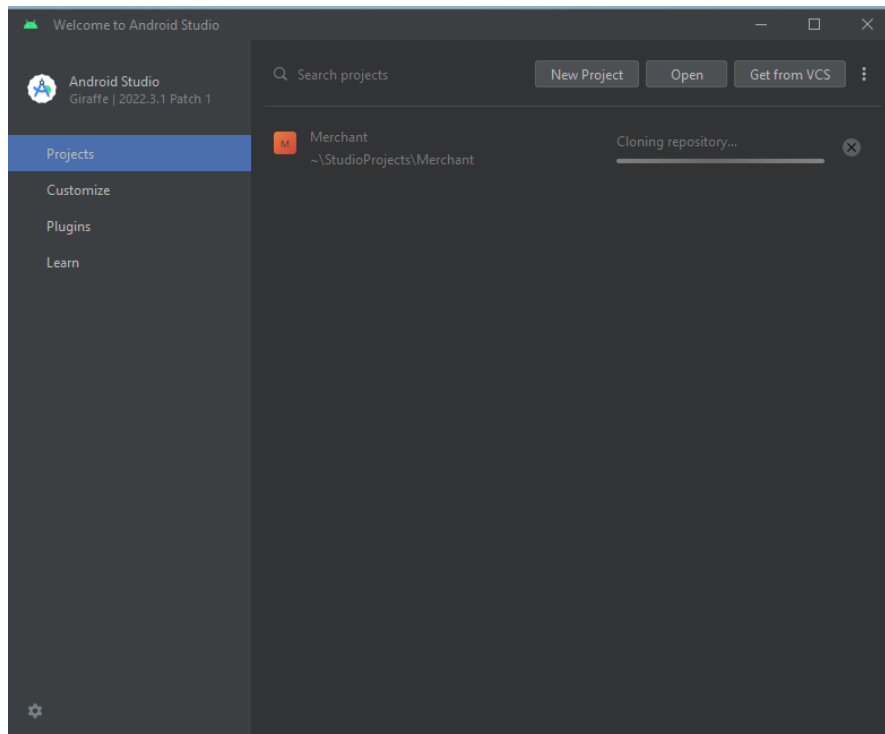 Welcome to Android Studio
Android Studio
Giraffe | 2022.3.1 Patch 1
Projects
Customize
Plugins
Learn
Search projects
New Project
Open
Get from VCS
M
Merchant
~\StudioProjects\Merchant
Cloning repository...